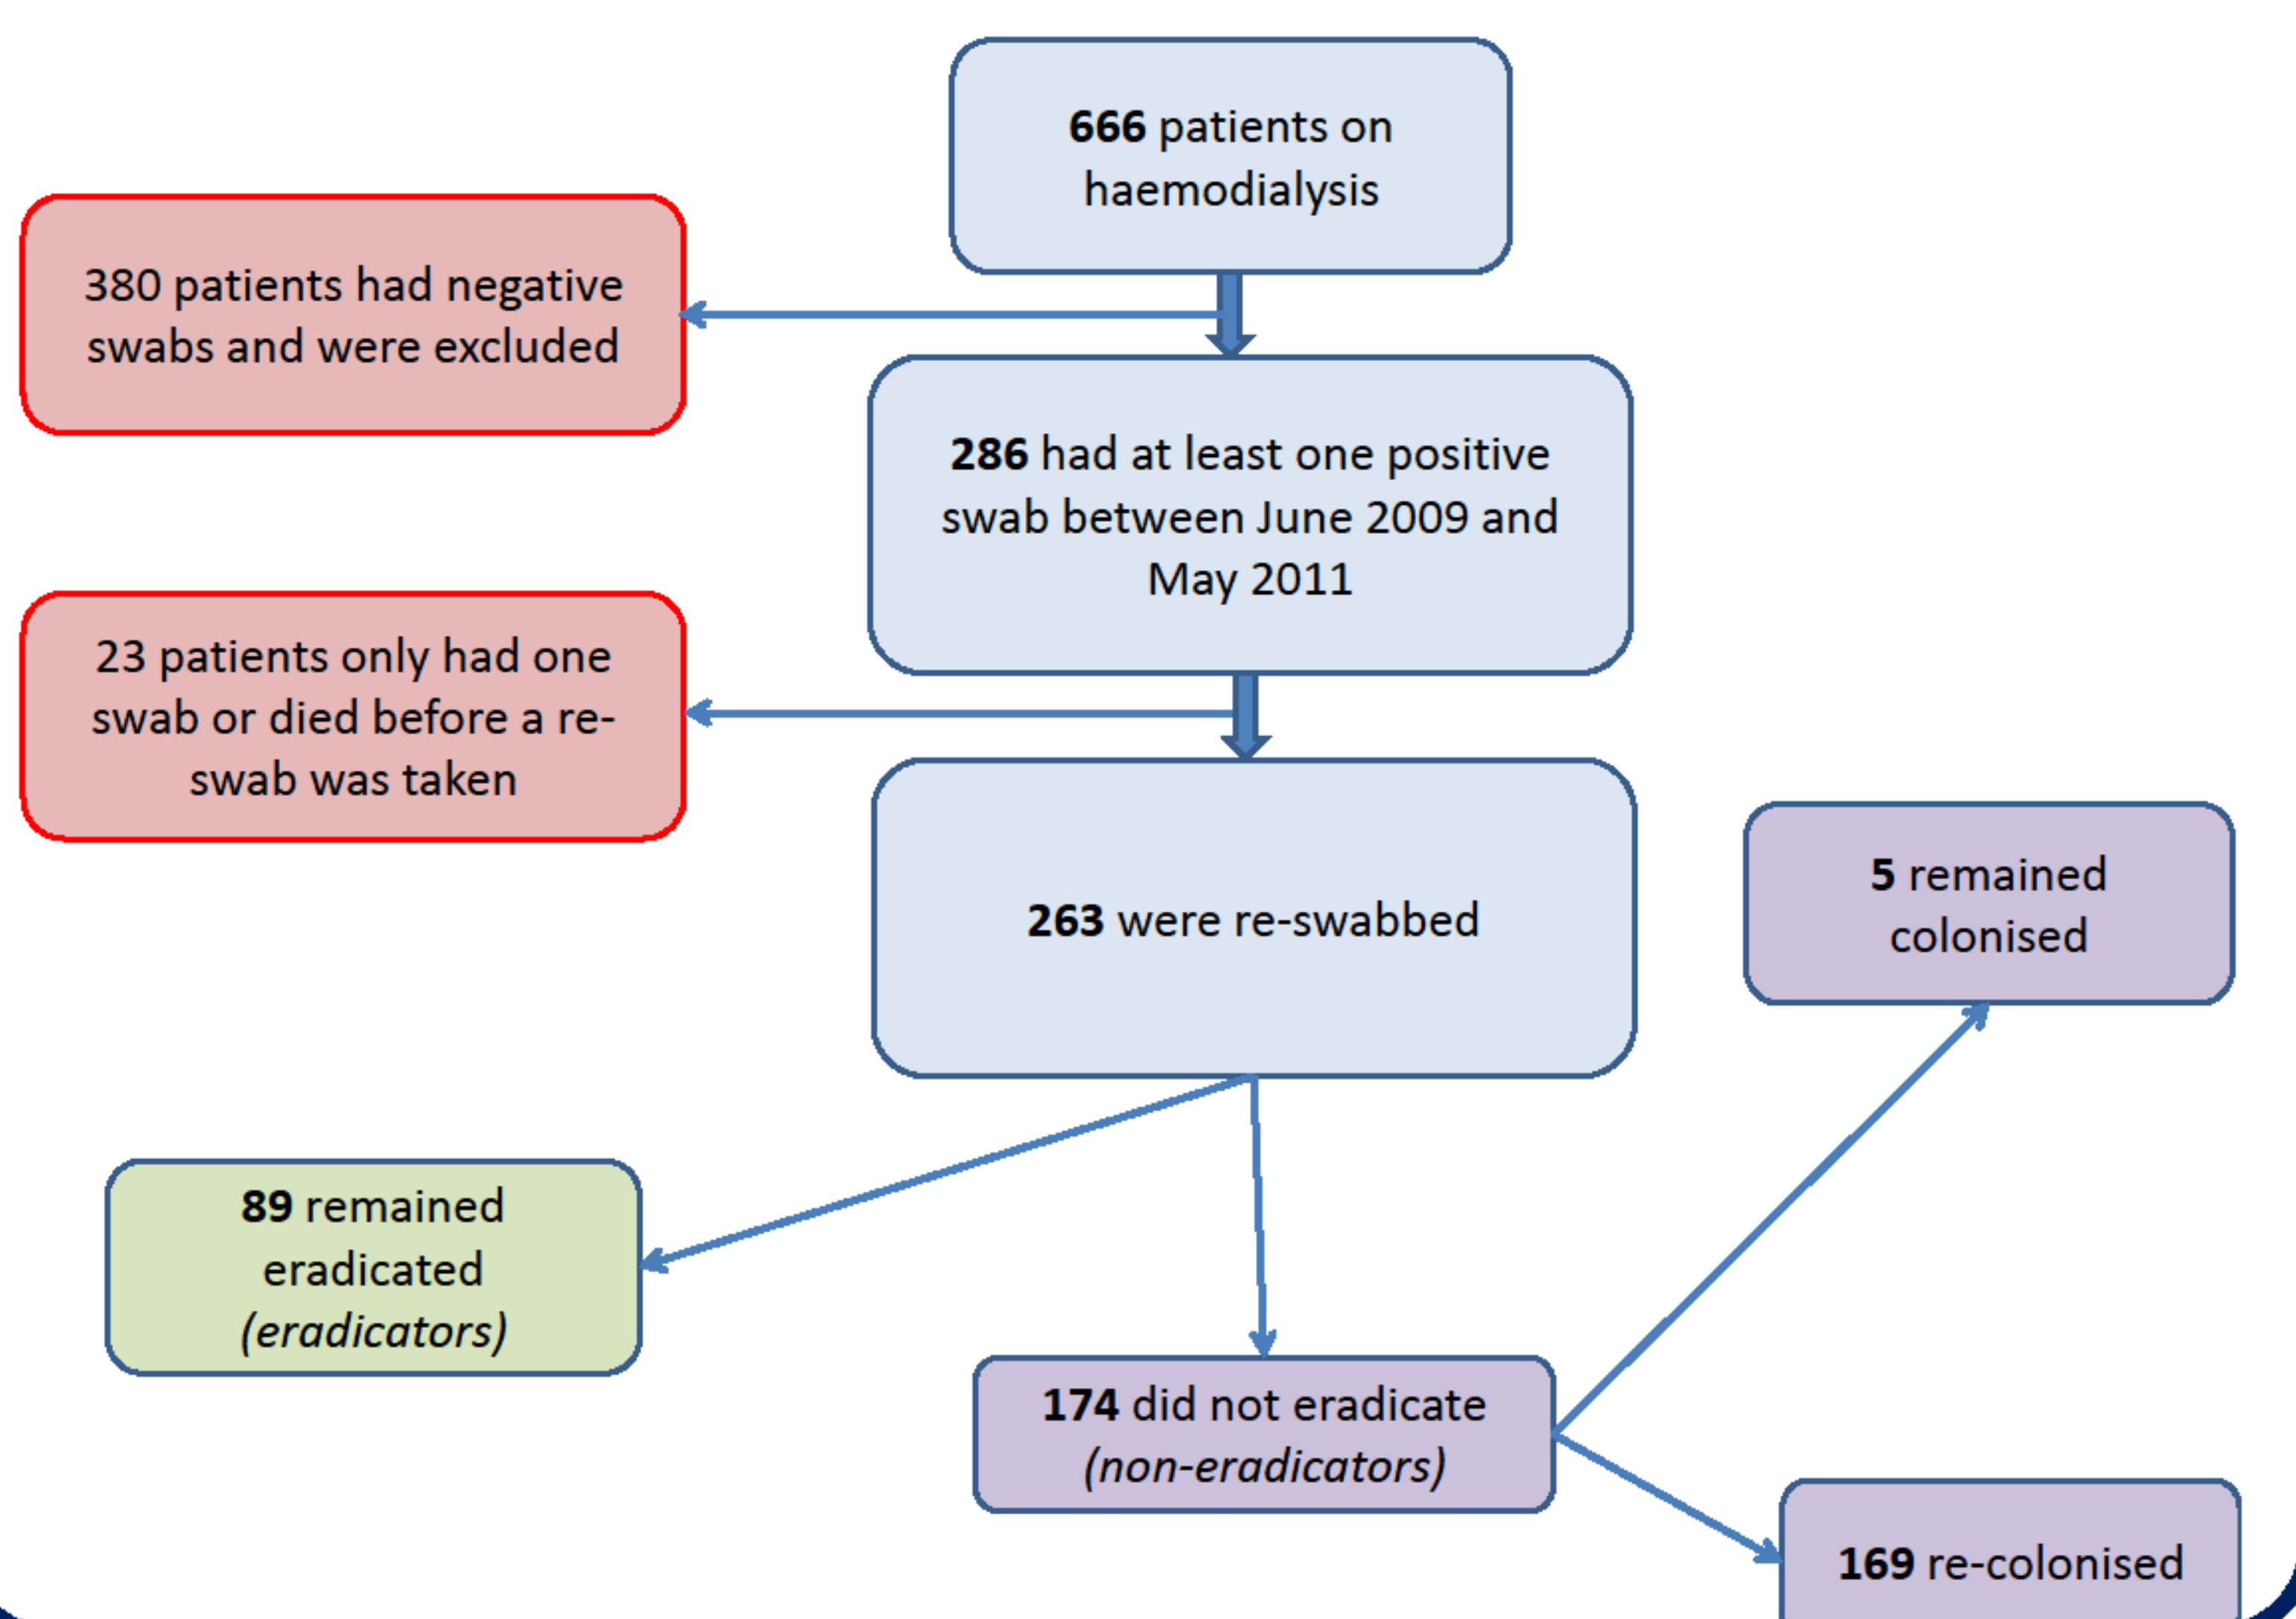 666 patients on
haemodialysis
380 patients had negative
swabs and were excluded
286 had at least one positive
swab between June 2009 and
May 2011
23 patients only had one
swab or died before a re-
swab was taken
263 were re-swabbed
5 remained
colonised
89 remained
eradicated
(eradicators)
174 did not eradicate
(non-eradicators)
169 re-colonised